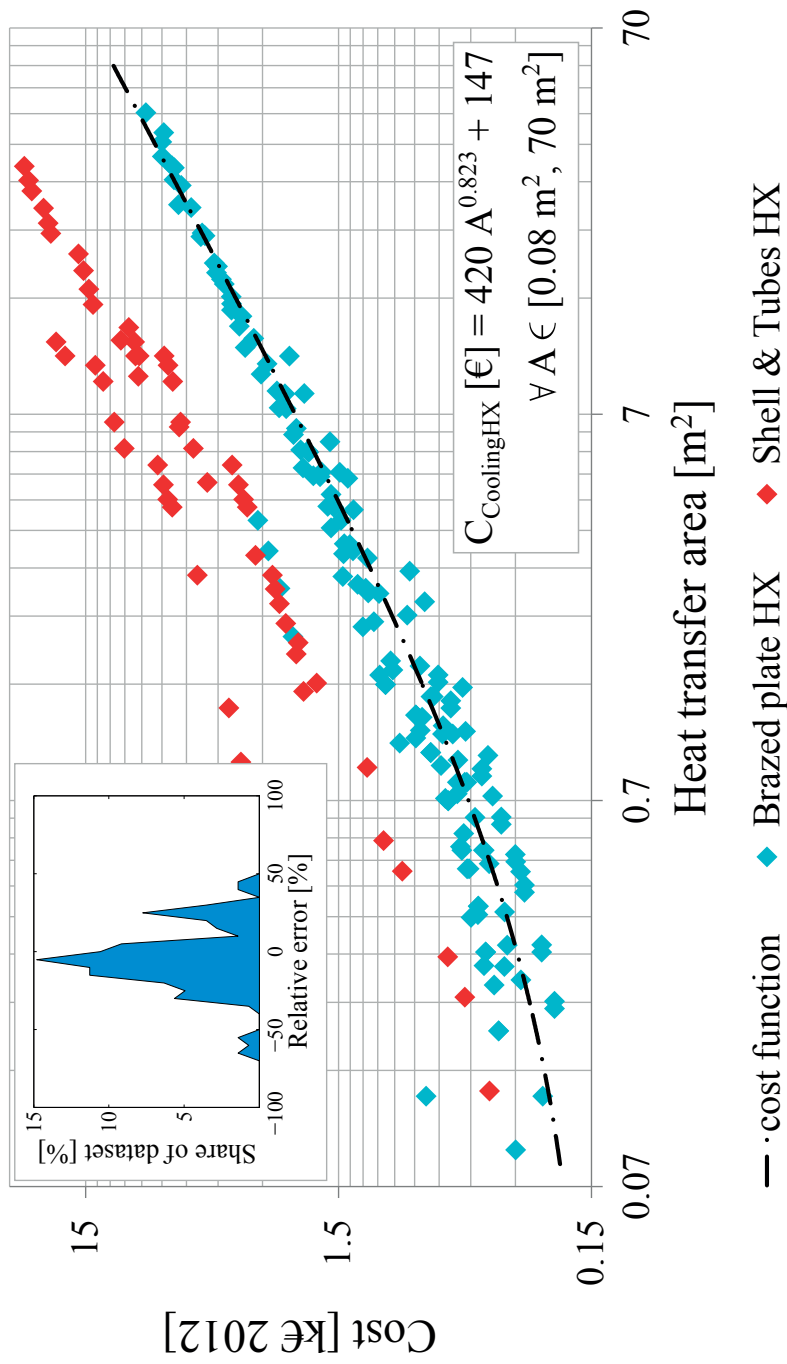 15
10
5
Share of dataset [%]
−100
−50
0
50
100
Relative error [%]
15
1.5
0.15
Cost [k€ 2012]
C_CoolingHX [€] = 420 A^0.823 + 147
∀ A ∈ [0.08 m², 70 m²]
0.07
0.7
7
70
Heat transfer area [m²]
cost function
Brazed plate HX
Shell & Tubes HX